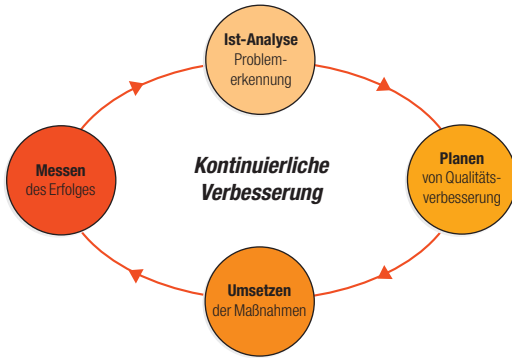 Ist-Analyse
Problem-
erkennung
Planen
von Qualitäts-
verbesserung
Umsetzen
der Maßnahmen
Messen
des Erfolges
Kontinuierliche
Verbesserung